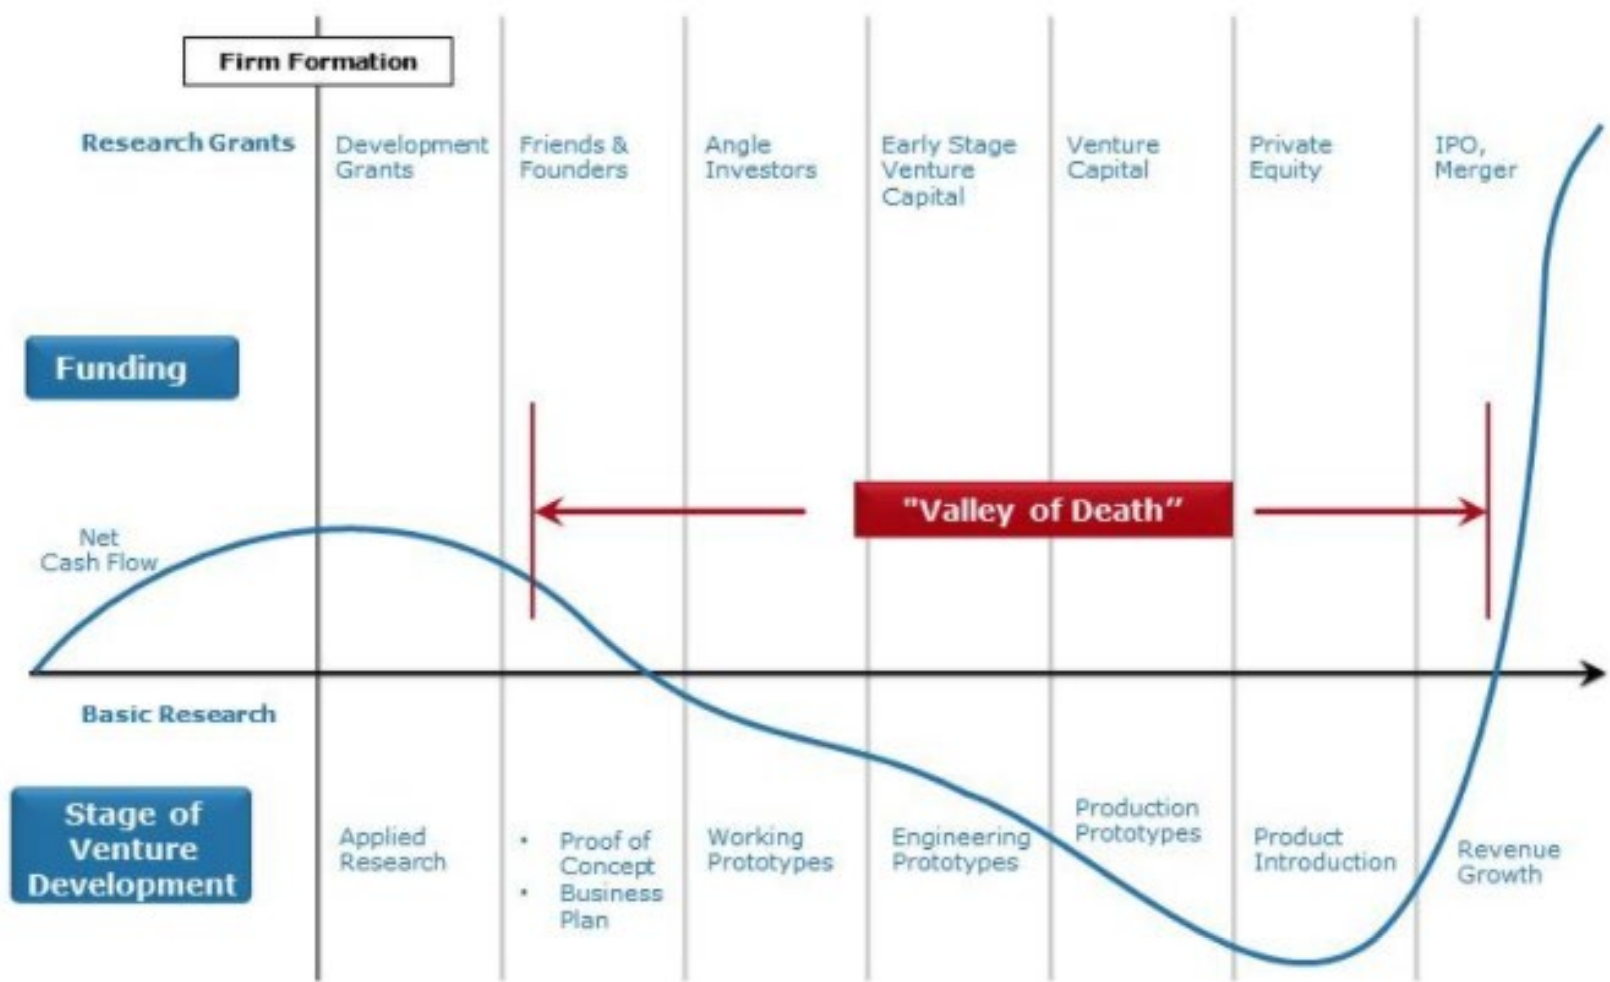 Firm Formation
Research Grants
Development
Grants
Friends &
Founders
Angle
Investors
Early Stage
Venture
Capital
Venture
Capital
Private
Equity
IPO,
Merger
Funding
"Valley of Death”
Net
Cash Flow
Basic Research
Stage of
Venture
Development
Applied
Research
• Proof of
Concept
• Business
Plan
Working
Prototypes
Engineering
Prototypes
Production
Prototypes
Product
Introduction
Revenue
Growth